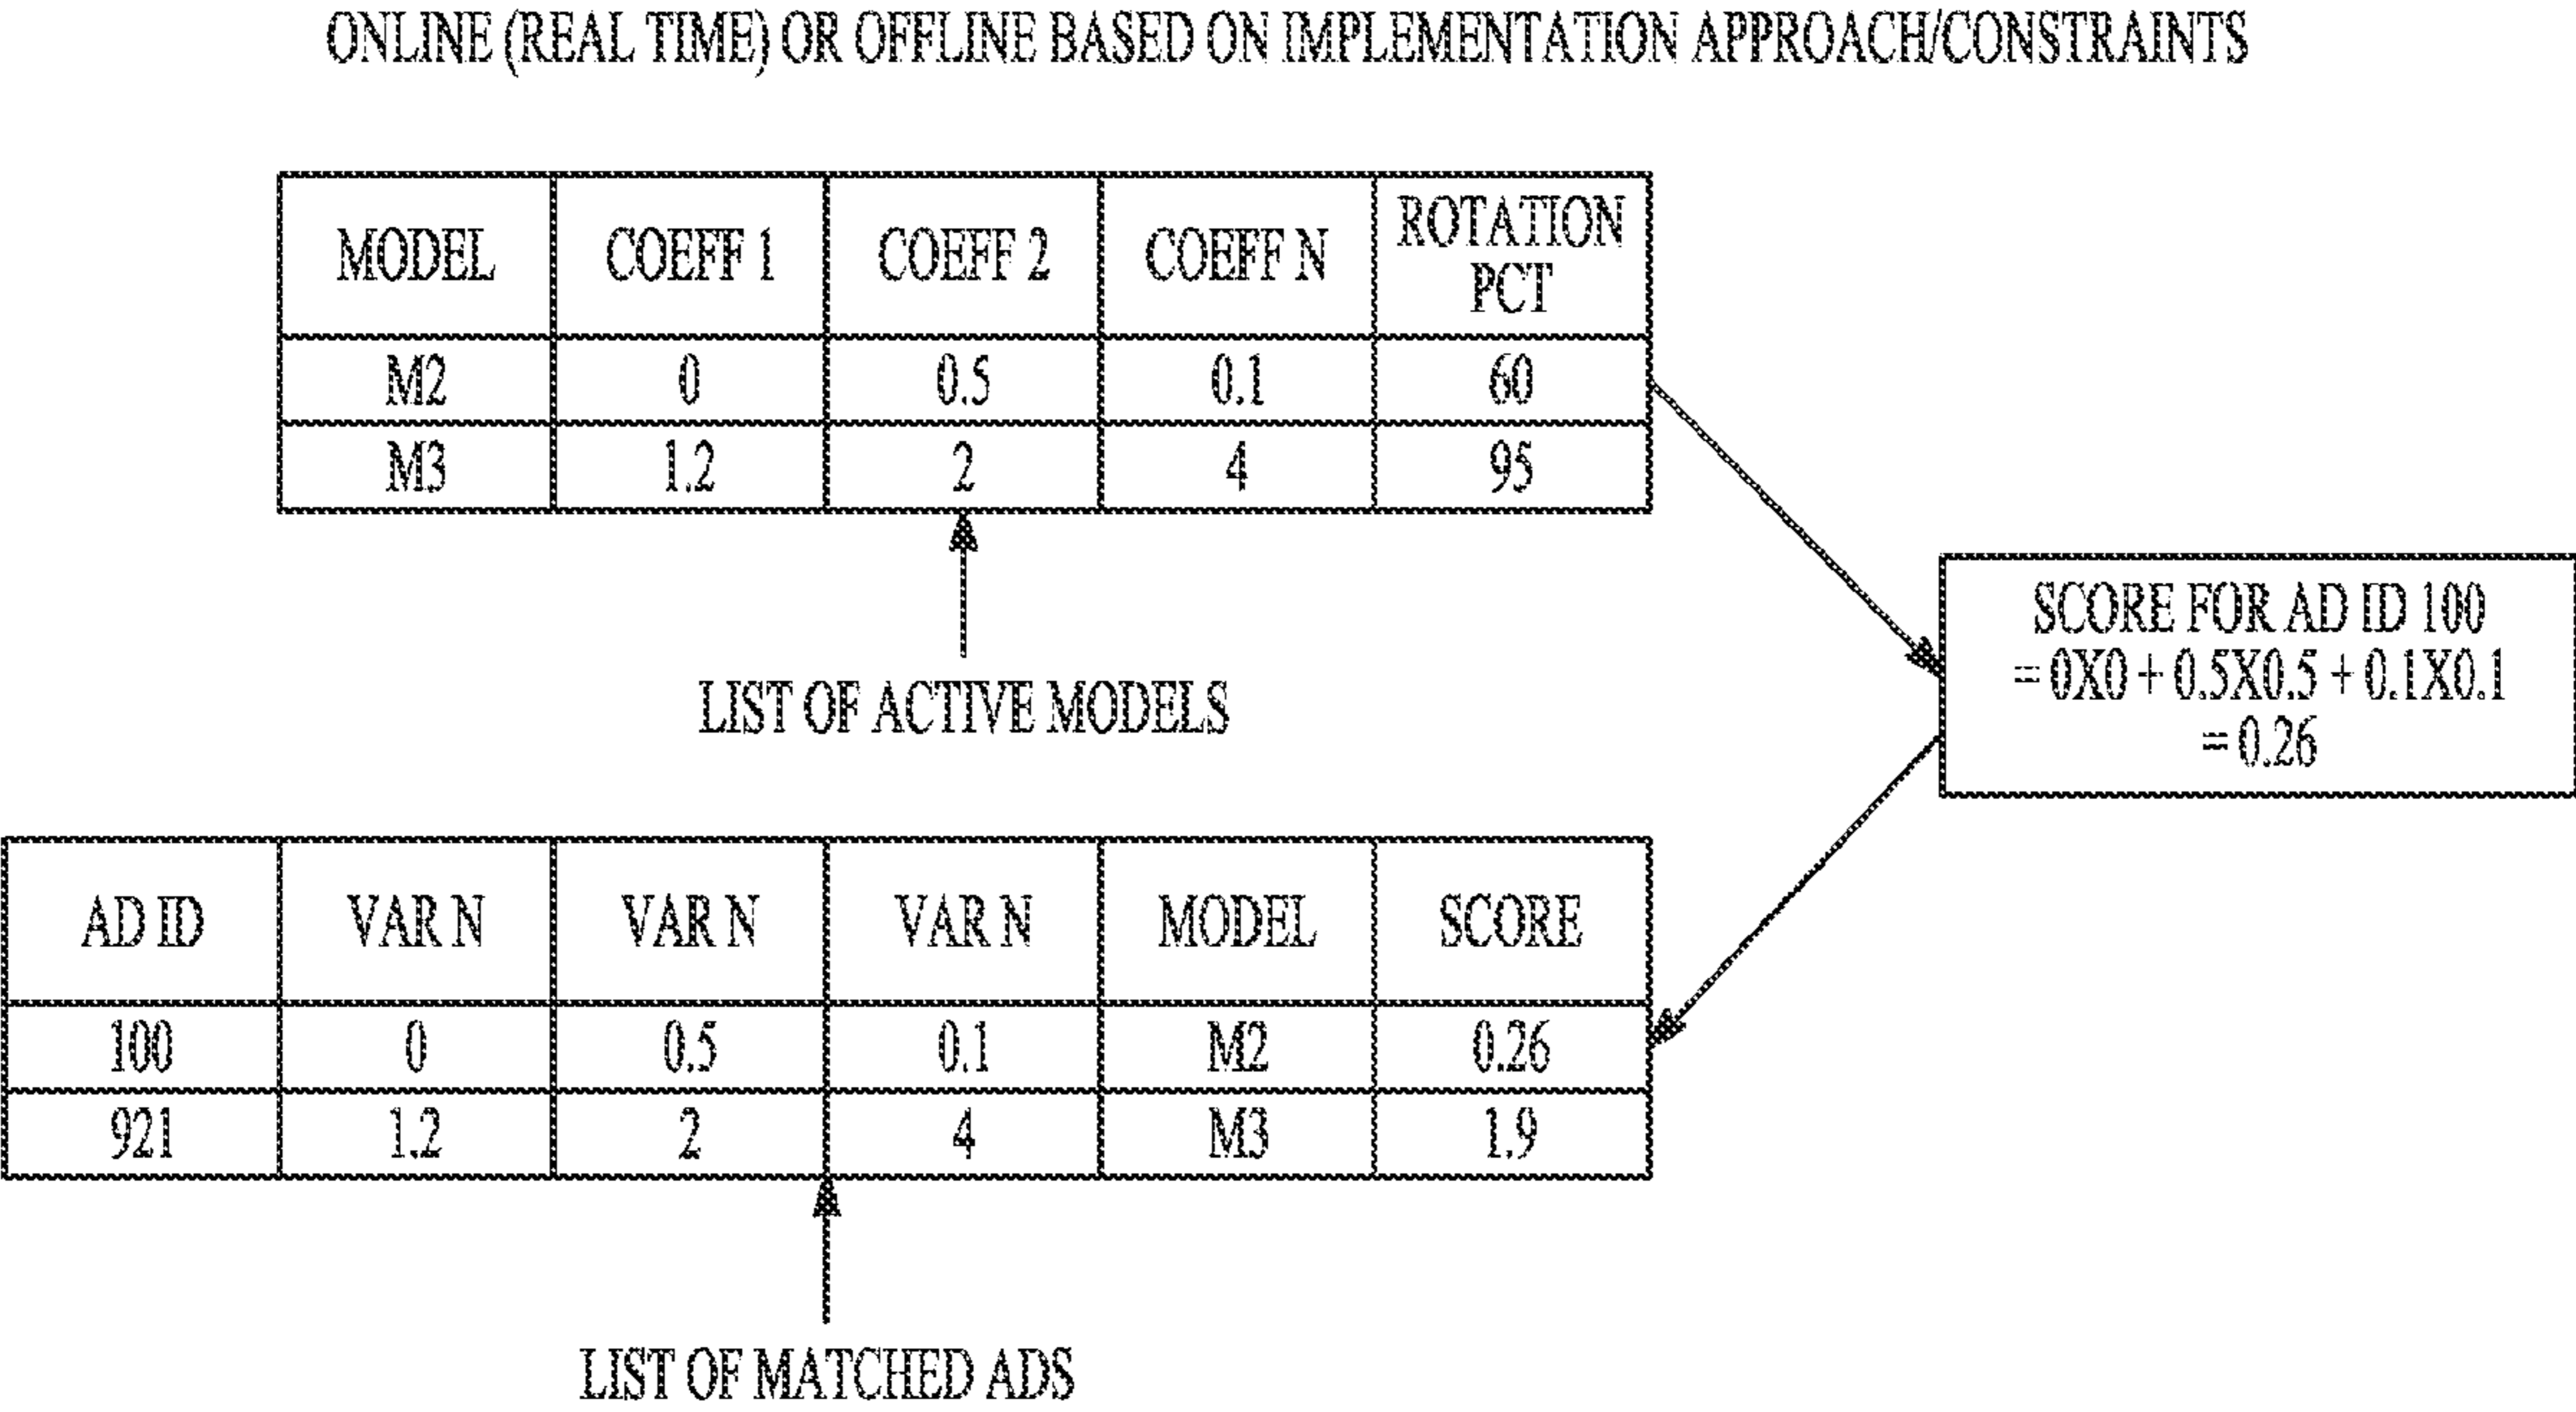 ONLINE (REAL TIME) OR OFFLINE BASED ON IMPLEMENTATION APPROACH/CONSTRAINTS
MODEL COEFF 1 COEFF 2 COEFF N ROTATION PCT
M2 0 0.5 0.1 60
M3 1.2 2 4 95
LIST OF ACTIVE MODELS
SCORE FOR AD ID 100
= 0X0 + 0.5X0.5 + 0.1X0.1
= 0.26
AD ID VAR N VAR N VAR N MODEL SCORE
100 0 0.5 0.1 M2 0.26
921 1.2 2 4 M3 1.9
LIST OF MATCHED ADS